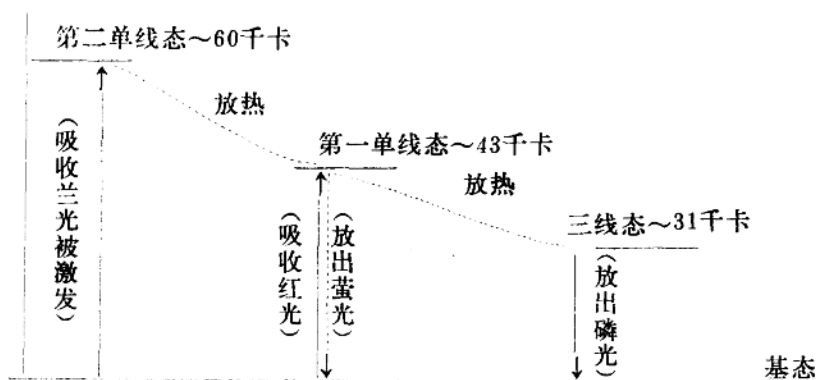 第二单线态～60千卡
放热
第一单线态～43千卡
放热
三线态～31千卡
（吸收兰光被激发）
（吸收红光）
（放出萤光）
（放出磷光）
基态